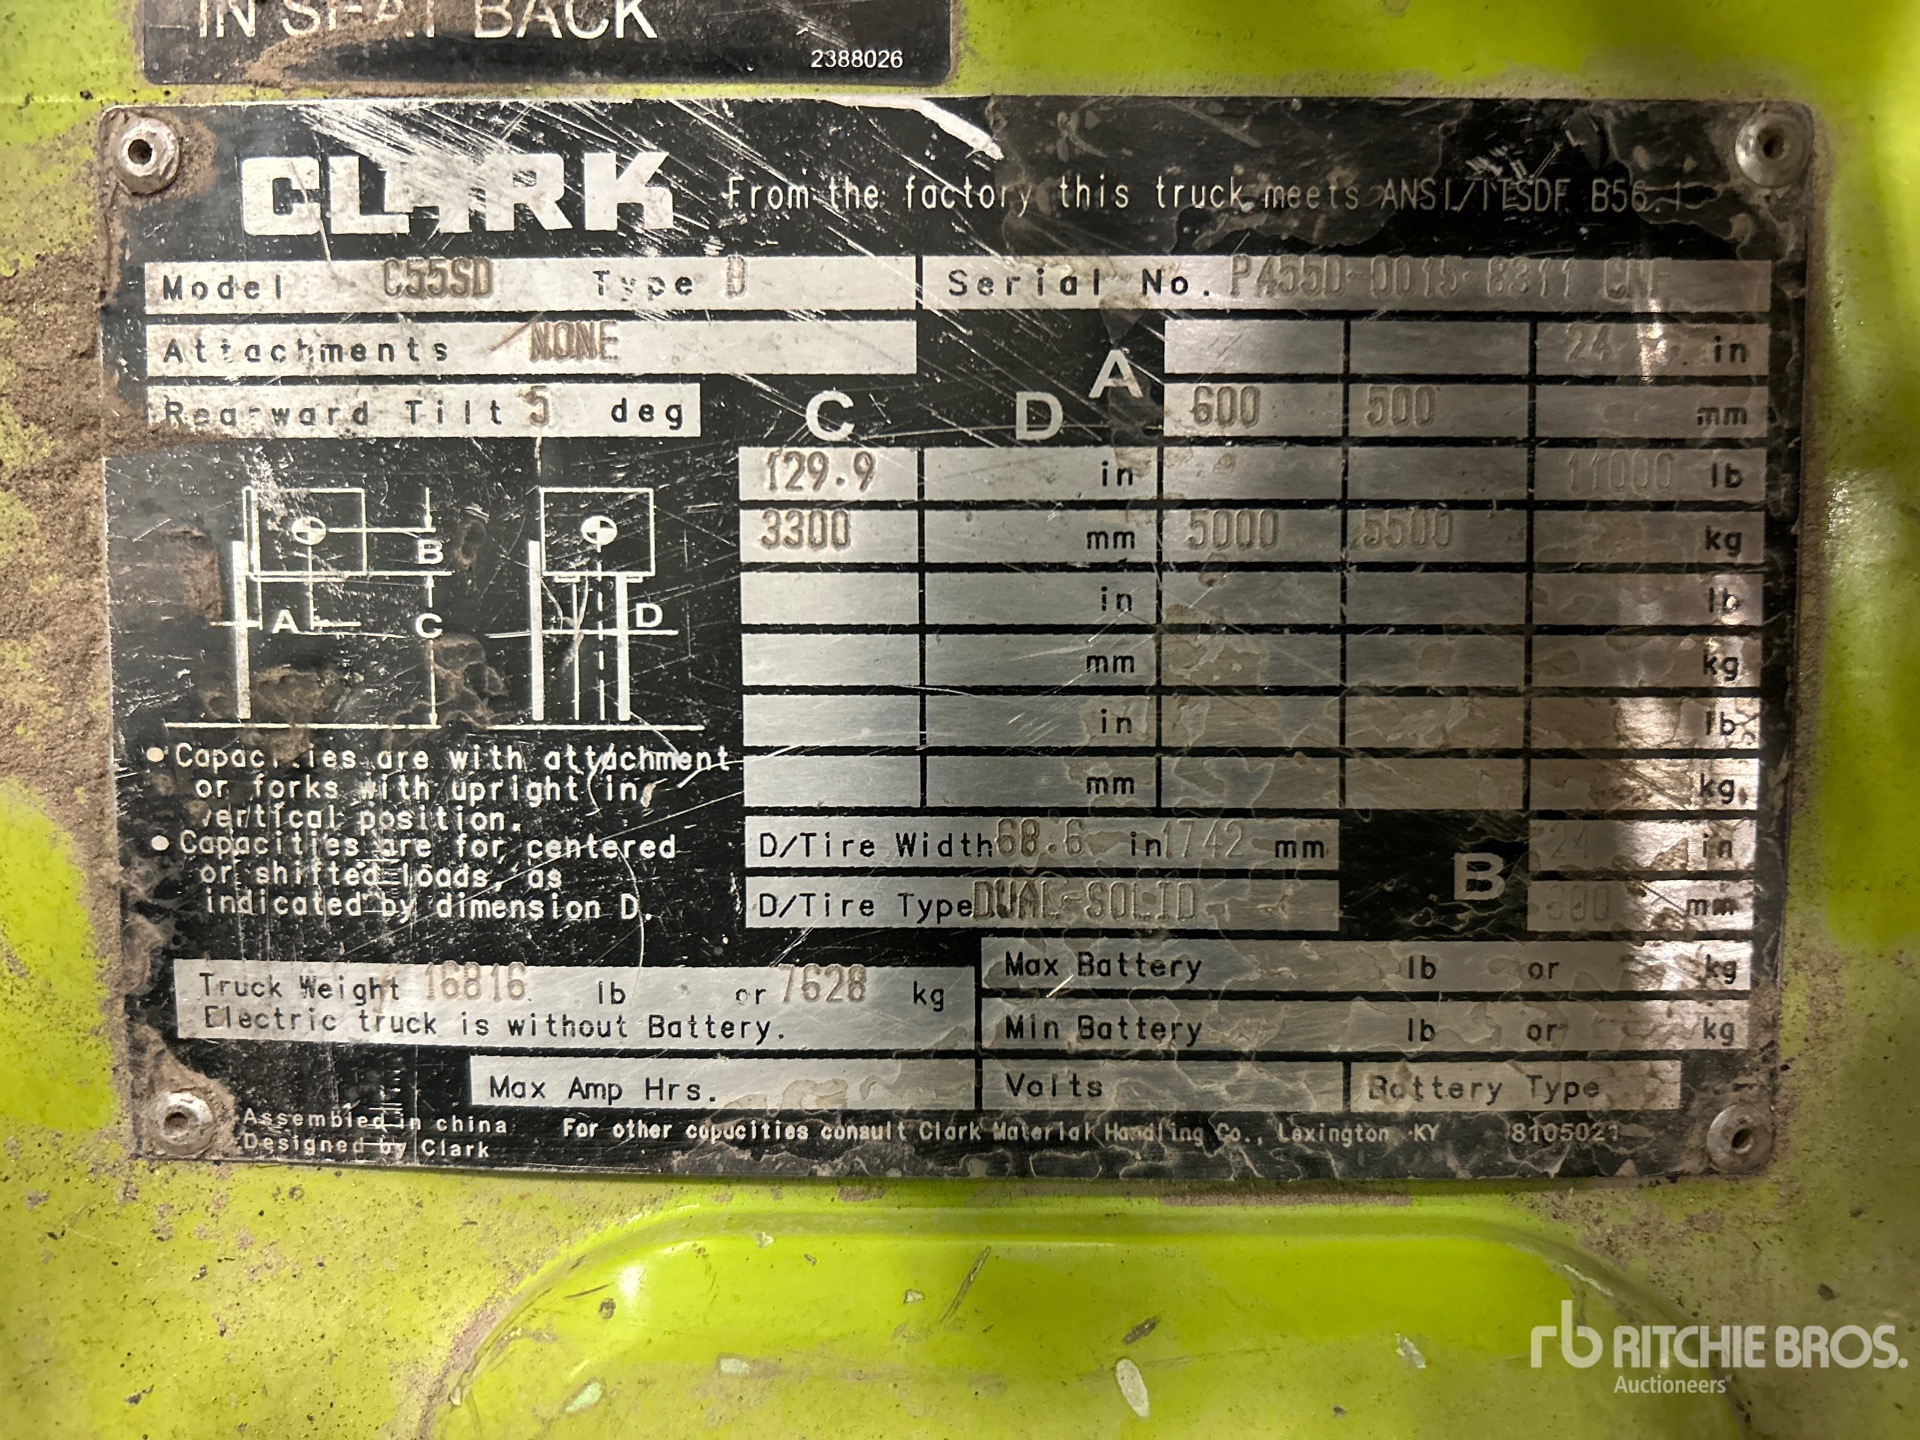 IN SEAT BACK
2388026
CLARK From the factory this truck meets ANSI/ITSDF B56.1
Model C55SD Type D Serial No.
Attachments NONE
A 24 in
Rearward Tilt 5 deg
600 500 mm
C D
129.9 in 11000 lb
3300 mm 5000 5500 kg
in lb
mm kg
in lb
mm kg
B
A C D
• Capacities are with attachment
or forks with upright in
vertical position.
• Capacities are for centered
or shifted loads, as
indicated by dimension D.
D/Tire Width 68.6 in 1742 mm
D/Tire Type DUAL-SOLID
B 24 in
600 mm
Truck Weight 16816 lb or 7628 kg
Electric truck is without Battery.
Max Battery lb or kg
Min Battery lb or kg
Max Amp Hrs. Volts Battery Type
Assembled in china
Designed by Clark
For other capacities consult Clark Material Handling Co., Lexington KY 8105021
rb RITCHIE BROS.
Auctioneers